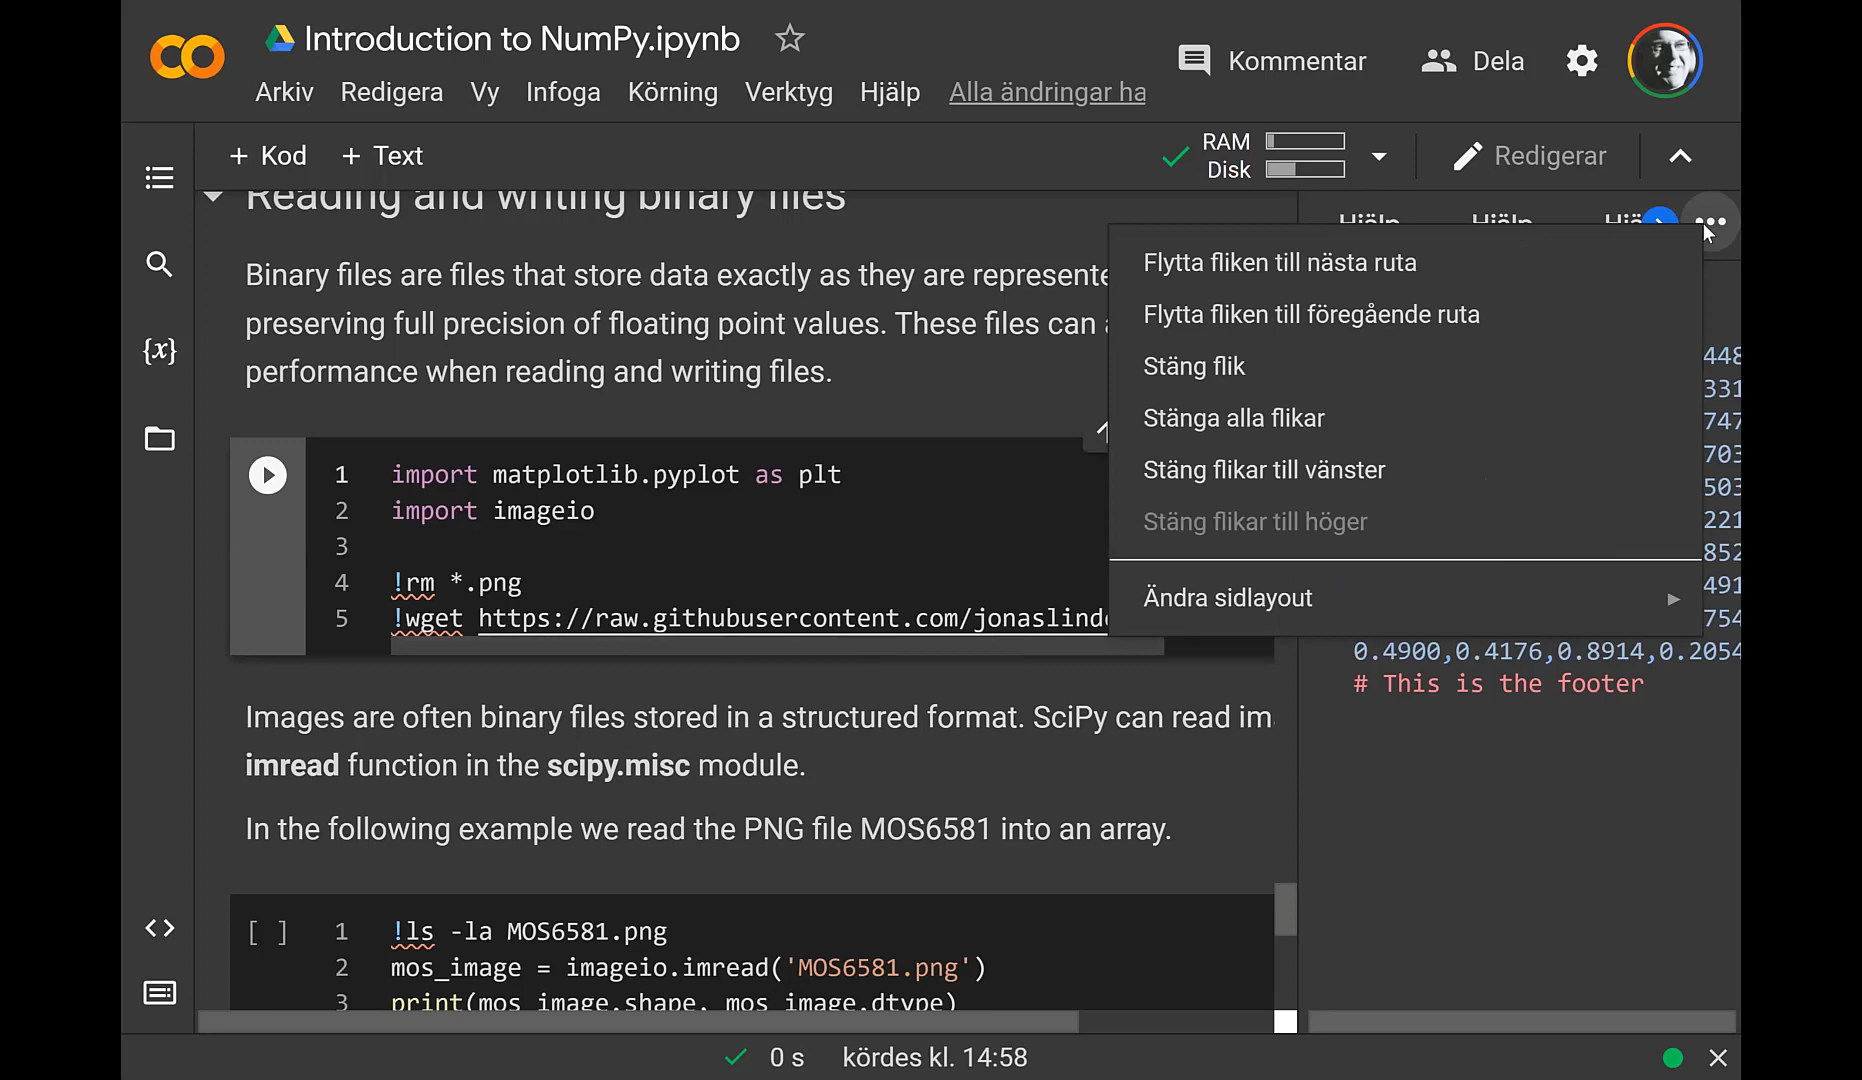 Introduction to NumPy.ipynb
Kommentar
Dela
Arkiv Redigera Vy Infoga Körning Verktyg Hjälp Alla ändringar ha
+ Kod + Text
RAM
Disk
Redigerar
Reading and writing binary files
Hjälp Hjälp
Binary files are files that store data exactly as they are represente
preserving full precision of floating point values. These files can a
performance when reading and writing files.
Flytta fliken till nästa ruta
Flytta fliken till föregående ruta
Stäng flik
Stänga alla flikar
Stäng flikar till vänster
Stäng flikar till höger
Ändra sidlayout
448
331
747
703
503
221
852
491
754
0.4900,0.4176,0.8914,0.2054
# This is the footer
{x}
1 import matplotlib.pyplot as plt
2 import imageio
3
4 !rm *.png
5 !wget https://raw.githubusercontent.com/jonaslind
Images are often binary files stored in a structured format. SciPy can read im
imread function in the scipy.misc module.
In the following example we read the PNG file MOS6581 into an array.
[ ] 1 !ls -la MOS6581.png
2 mos_image = imageio.imread('MOS6581.png')
3 print(mos_image.shape, mos_image.dtype)
0 s kördes kl. 14:58